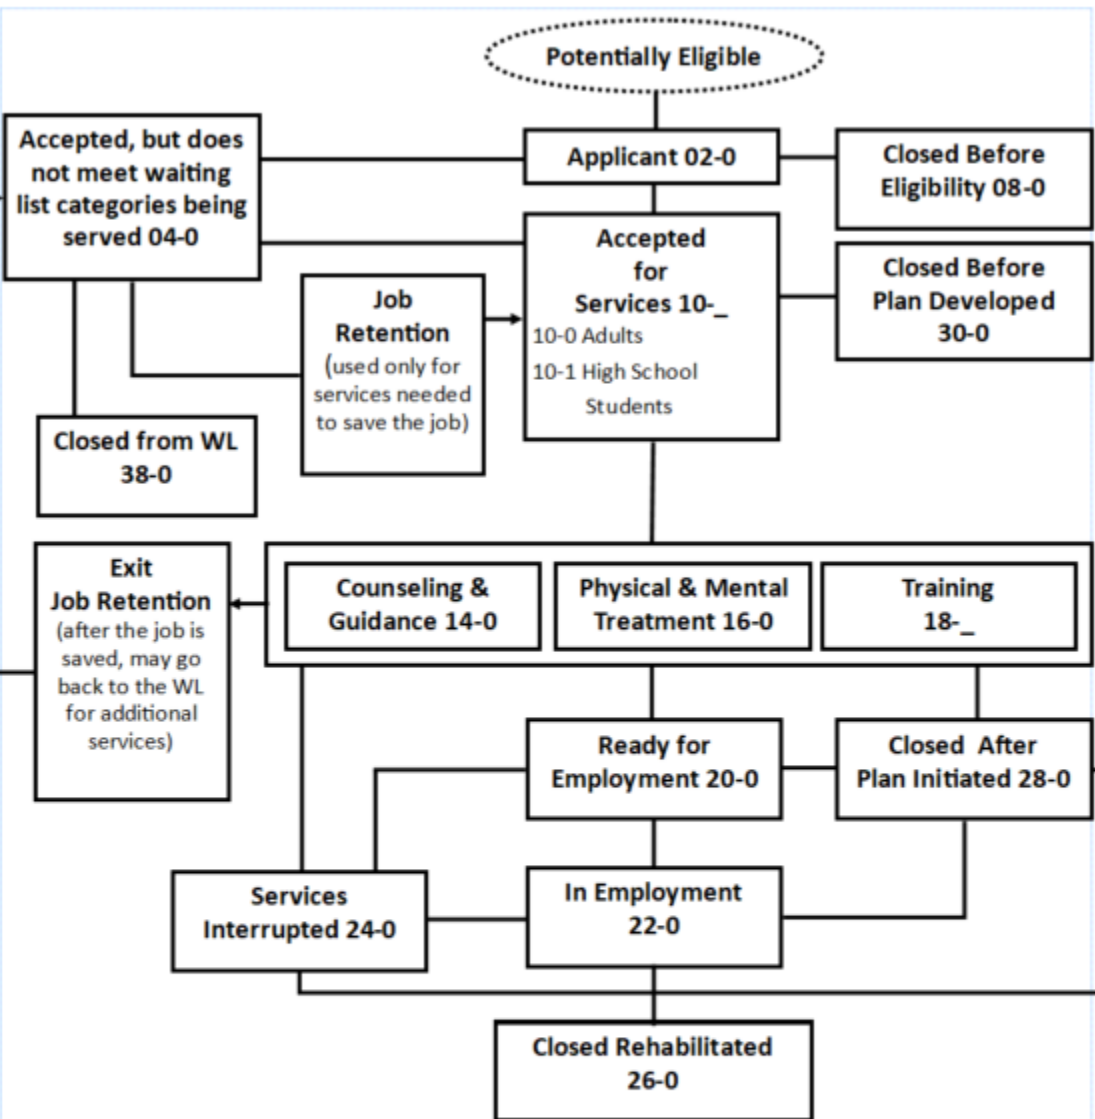 Potentially Eligible
Accepted, but does
not meet waiting
list categories being
served 04-0
Applicant 02-0
Closed Before
Eligibility 08-0
Accepted
for
Services 10-_
10-0 Adults
10-1 High School
Students
Closed Before
Plan Developed
30-0
Job
Retention
(used only for
services needed
to save the job)
Closed from WL
38-0
Exit
Job Retention
(after the job is
saved, may go
back to the WL
for additional
services)
Counseling &
Guidance 14-0
Physical & Mental
Treatment 16-0
Training
18-_
Ready for
Employment 20-0
Closed After
Plan Initiated 28-0
Services
Interrupted 24-0
In Employment
22-0
Closed Rehabilitated
26-0